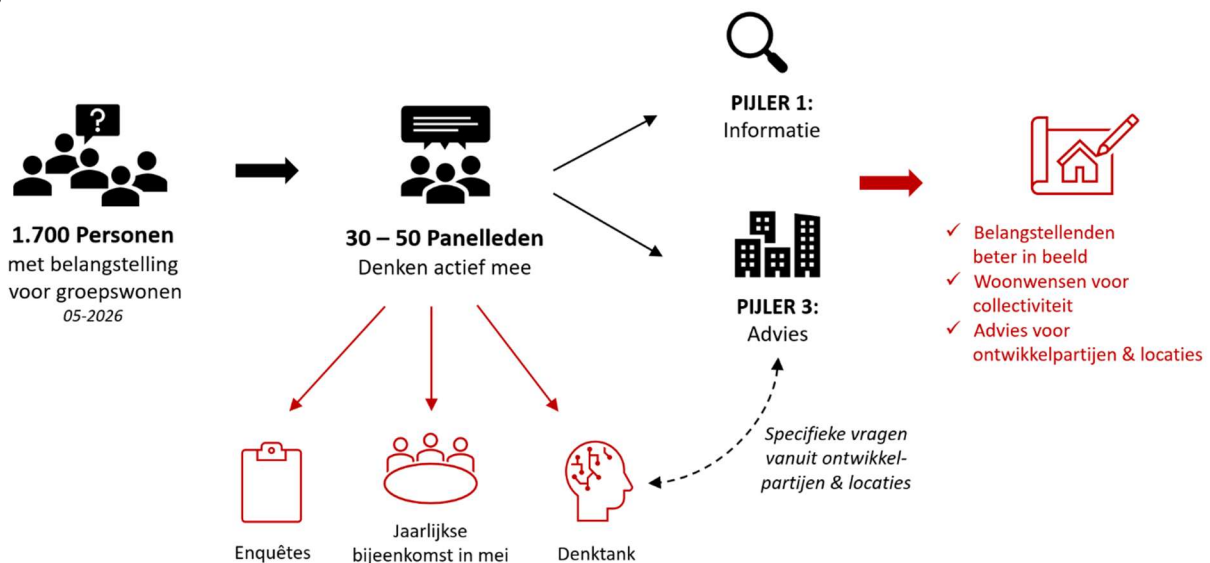 ?
1.700 Personen
met belangstelling
voor groepswonen
05-2026
30 – 50 Panelleden
Denken actief mee
PIJLER 1:
Informatie
PIJLER 3:
Advies
✓ Belangstellenden
beter in beeld
✓ Woonwensen voor
collectiviteit
✓ Advies voor
ontwikkelpartijen & locaties
Specifieke vragen
vanuit ontwikkel-
partijen & locaties
Enquêtes
Jaarlijkse
bijeenkomst in mei
Denktank